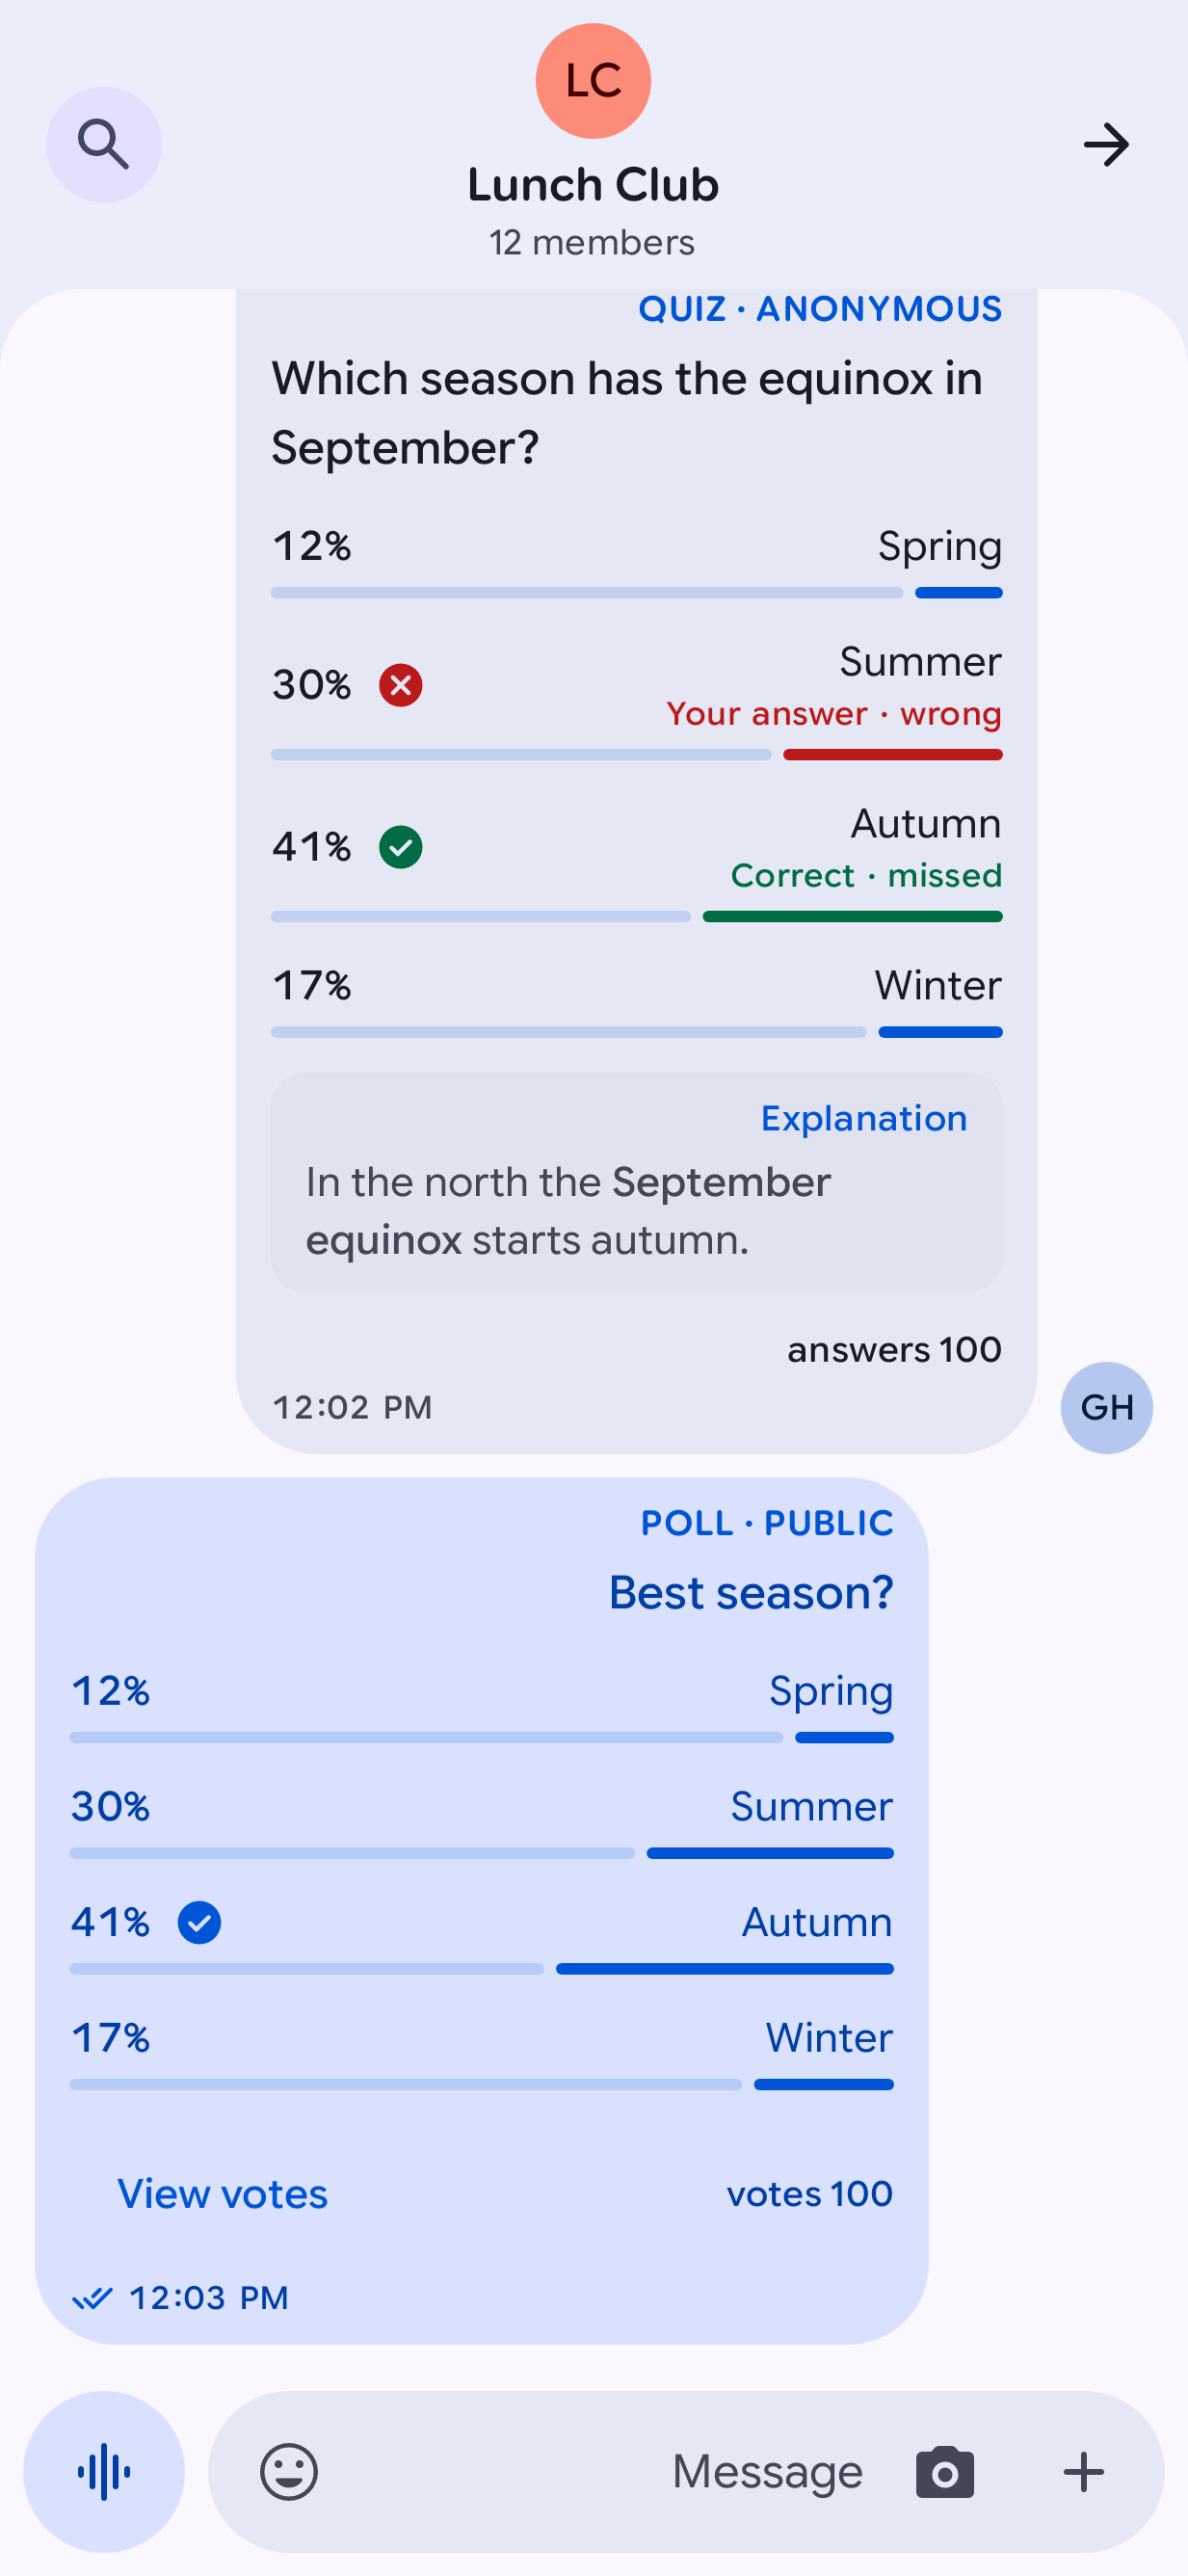 LC
Lunch Club
12 members
QUIZ · ANONYMOUS
Which season has the equinox in
September?
12% Spring
30% Summer
Your answer · wrong
41% Autumn
Correct · missed
17% Winter
Explanation
In the north the September
equinox starts autumn.
answers 100
12:02 PM
GH
POLL · PUBLIC
Best season?
12% Spring
30% Summer
41% Autumn
17% Winter
View votes votes 100
12:03 PM
Message